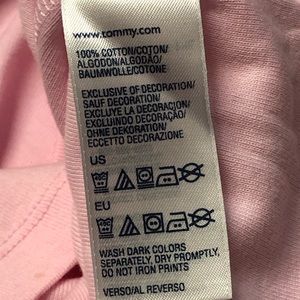 www.tommy.com
100% COTTON/COTON/
ALGODON/ALGODÃO/
BAUMWOLLE/COTONE
EXCLUSIVE OF DECORATION/
SAUF DECORATION/
EXCLUYE LA DECORACION/
EXCLUINDO DECORAÇÃO/
OHNE DEKORATION/
ECCETTO DECORAZIONE
US
EU
WASH DARK COLORS
SEPARATELY, DRY PROMPTLY,
DO NOT IRON PRINTS
VERSO/AL REVERSO